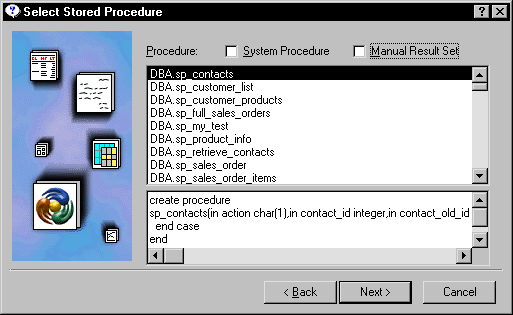 Select Stored Procedure
Procedure: System Procedure Manual Result Set
DBA.sp_contacts
DBA.sp_customer_list
DBA.sp_customer_products
DBA.sp_full_sales_orders
DBA.sp_my_test
DBA.sp_product_info
DBA.sp_retrieve_contacts
DBA.sp_sales_order
DBA.sp_sales_order_items
create procedure
sp_contacts(in action char(1),in contact_id integer,in contact_old_id
end case
end
< Back Next > Cancel